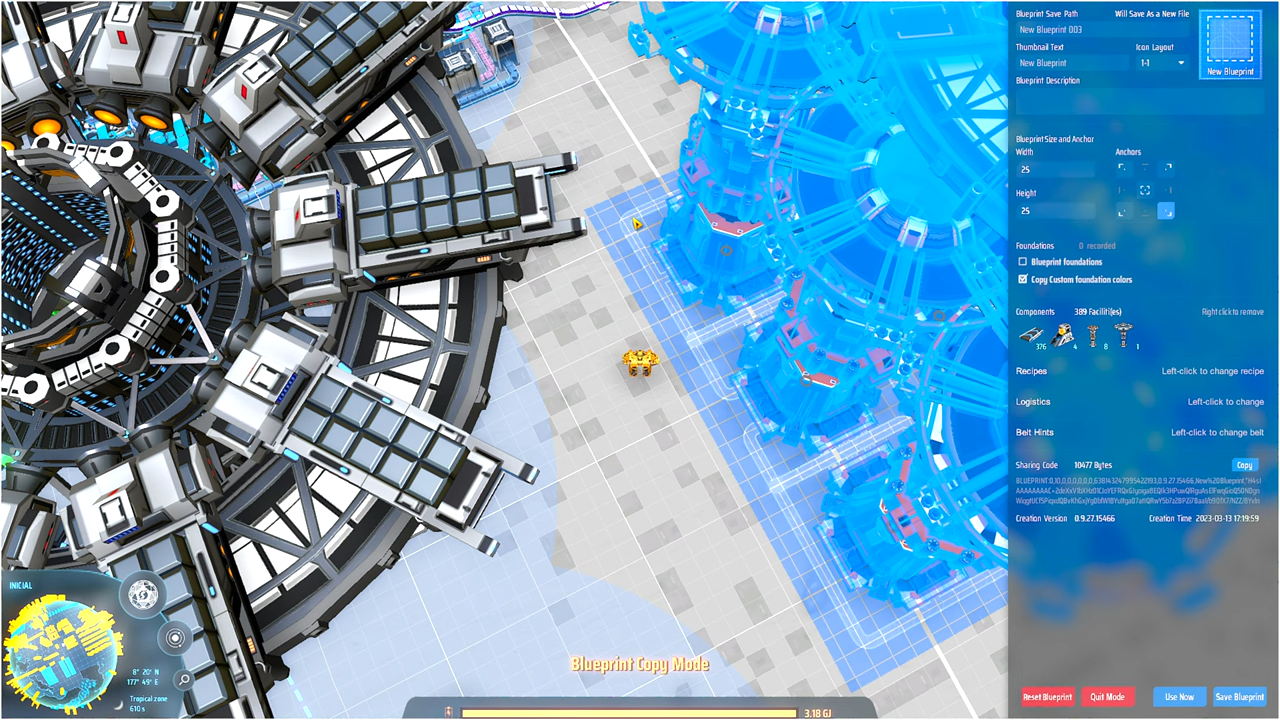 Blueprint Save Path
Will Save As a New File
New Blueprint 003
Thumbnail Text
Icon Layout
New Blueprint
1-1
New Blueprint
Blueprint Description
Blueprint Size and Anchor
Width
Anchors
25
Height
25
Foundations
0 recorded
Blueprint foundations
Copy Custom foundation colors
Components
389 Facilit(ies)
Right click to remove
376
4
8
1
Recipes
Left-click to change recipe
Logistics
Left-click to change
Belt Hints
Left-click to change belt
Sharing Code
10477 Bytes
Copy
Creation Version
0.9.27.15466
Creation Time
2023-03-13 17:19:59
INICIAL
8° 20' N
177° 49' E
Tropical zone
610 s
Blueprint Copy Mode
3.18 GJ
Reset Blueprint
Quit Mode
Use Now
Save Blueprint